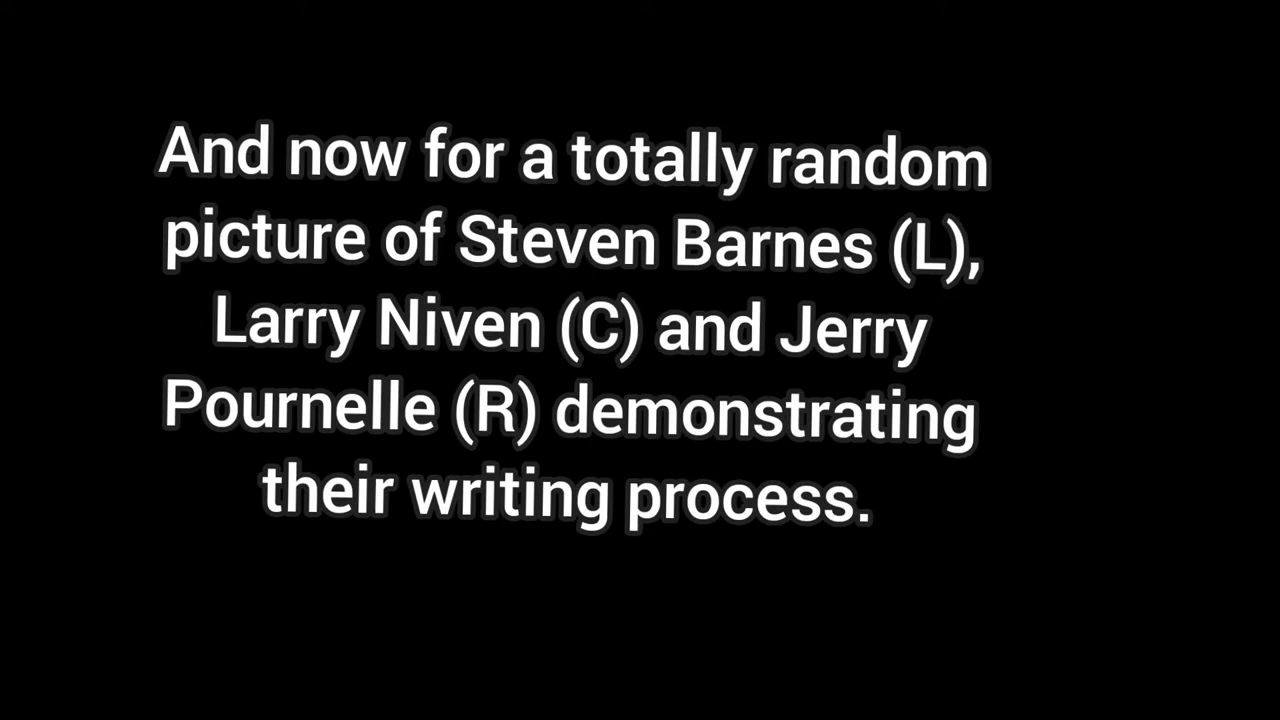 And now for a totally random
picture of Steven Barnes (L),
Larry Niven (C) and Jerry
Pournelle (R) demonstrating
their writing process.